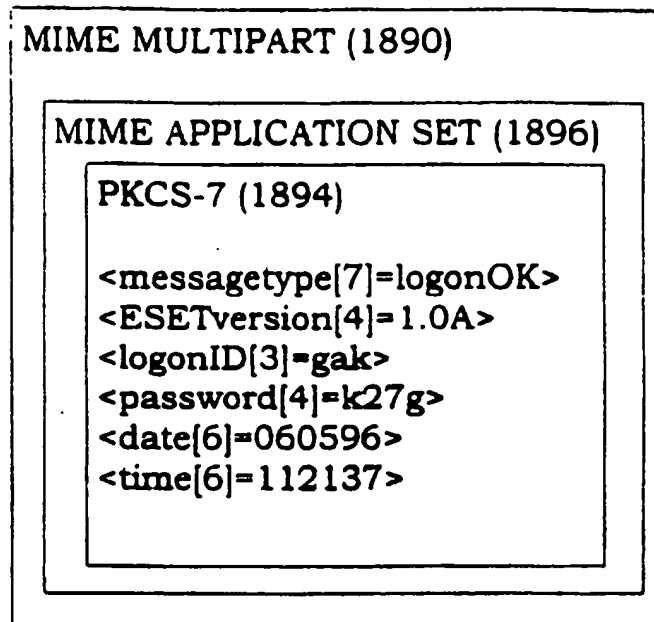 MIME MULTIPART (1890)
MIME APPLICATION SET (1896)
PKCS-7 (1894)
<messagetype[7]=logonOK>
<ESETversion[4]=1.0A>
<logonID[3]=gak>
<password[4]=k27g>
<date[6]=060596>
<time[6]=112137>